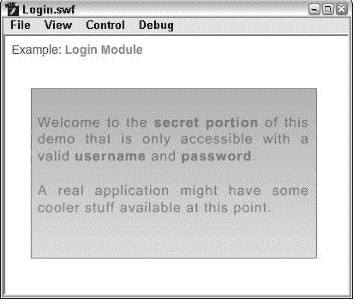 Login.swf
File View Control Debug
Example: Login Module
Welcome to the secret portion of this
demo that is only accessible with a
valid username and password.
A real application might have some
cooler stuff available at this point.